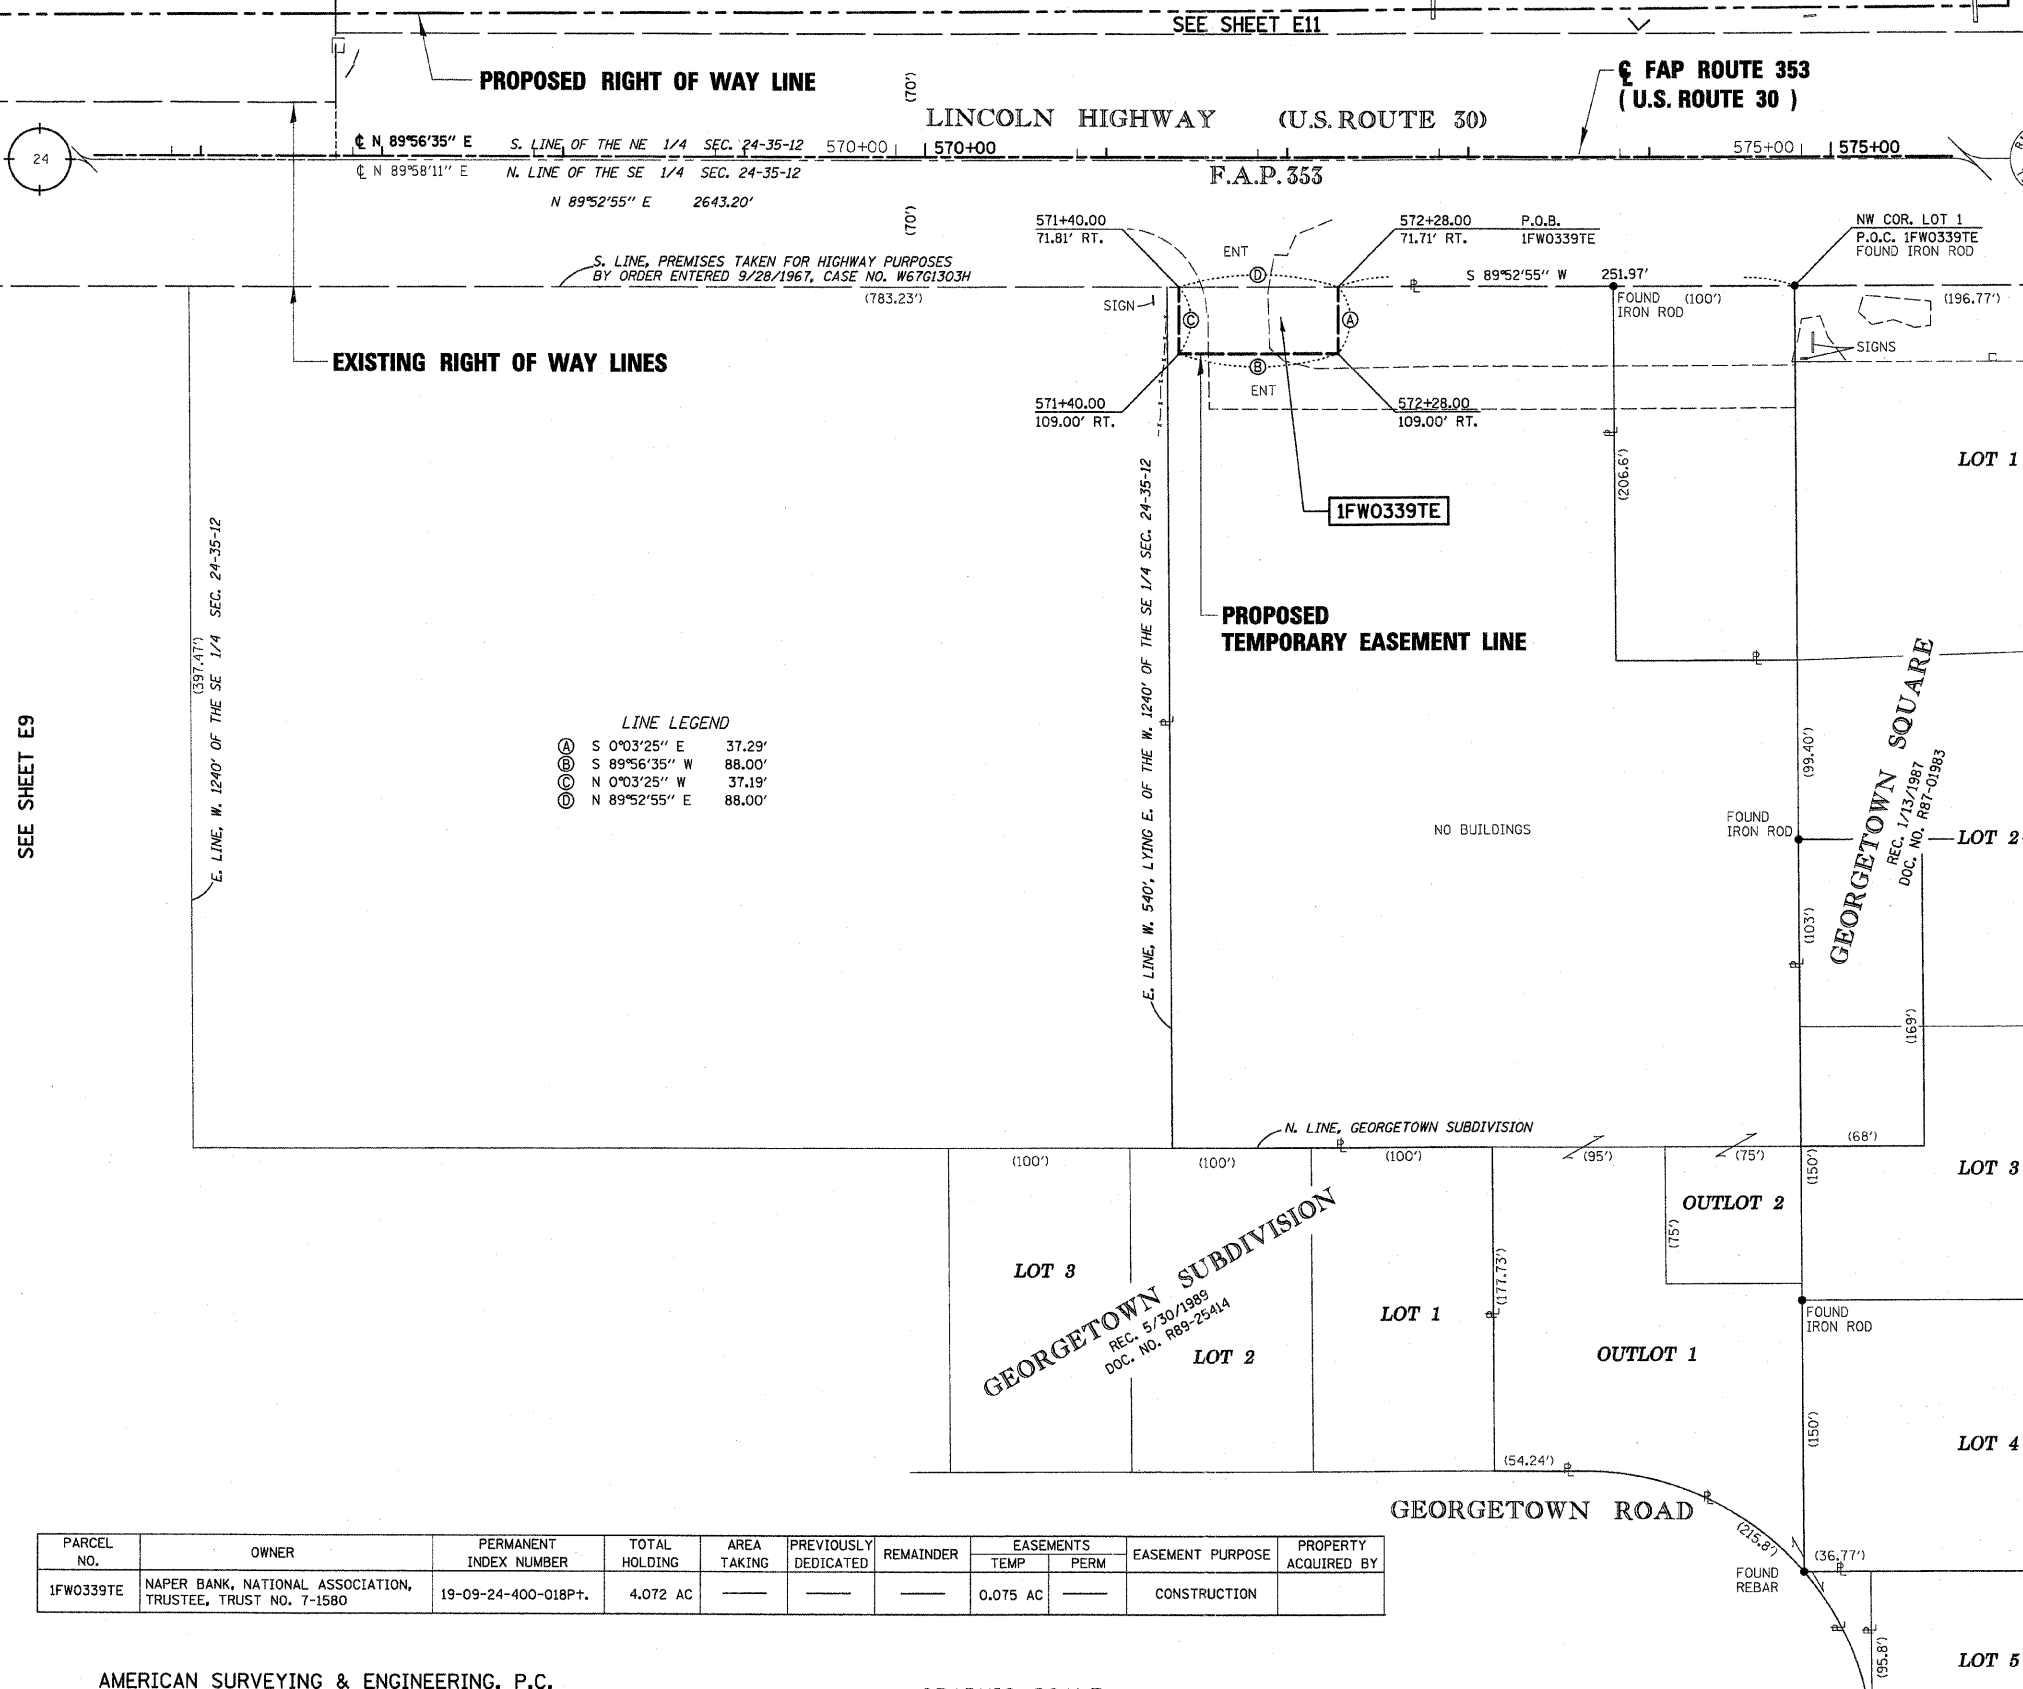 SEE SHEET E11
PROPOSED RIGHT OF WAY LINE
(70')
℄ FAP ROUTE 353
( U.S. ROUTE 30 )
LINCOLN HIGHWAY (U.S. ROUTE 30)
24
℄ N 89°56'35" E
S. LINE OF THE NE 1/4 SEC. 24-35-12
570+00
570+00
575+00
575+00
℄ N 89°58'11" E
N. LINE OF THE SE 1/4 SEC. 24-35-12
F.A.P. 353
N 89°52'55" E 2643.20'
(70')
571+40.00
71.81' RT.
572+28.00 P.O.B.
71.71' RT. 1FW0339TE
NW COR. LOT 1
P.O.C. 1FW0339TE
FOUND IRON ROD
ENT
S. LINE, PREMISES TAKEN FOR HIGHWAY PURPOSES
BY ORDER ENTERED 9/28/1967, CASE NO. W67G1303H
D
S 89°52'55" W 251.97'
(783.23')
SIGN
C
A
FOUND
IRON ROD
(100')
(196.77')
SIGNS
EXISTING RIGHT OF WAY LINES
B
ENT
571+40.00
109.00' RT.
572+28.00
109.00' RT.
(206.6')
LOT 1
1FW0339TE
E. LINE, W. 1240' OF THE SE 1/4 SEC. 24-35-12
(397.47')
E. LINE, W. 540', LYING E. OF THE W. 1240' OF THE SE 1/4 SEC. 24-35-12
PROPOSED
TEMPORARY EASEMENT LINE
SEE SHEET E9
LINE LEGEND
A S 0°03'25" E 37.29'
B S 89°56'35" W 88.00'
C N 0°03'25" W 37.19'
D N 89°52'55" E 88.00'
(99.40')
GEORGETOWN SQUARE
REC. 1/13/1987
DOC. NO. R87-01983
NO BUILDINGS
FOUND
IRON ROD
LOT 2
(103')
(169')
N. LINE, GEORGETOWN SUBDIVISION
(68')
(100')
(100')
(100')
(95')
(75')
(150')
LOT 3
OUTLOT 2
(75')
GEORGETOWN SUBDIVISION
REC. 5/30/1989
DOC. NO. R89-25414
LOT 3
LOT 2
LOT 1
(177.73')
OUTLOT 1
FOUND
IRON ROD
(150')
LOT 4
(54.24')
GEORGETOWN ROAD
(215.8')
(36.77')
FOUND
REBAR
(95.8')
LOT 5
PARCEL NO. OWNER PERMANENT INDEX NUMBER TOTAL HOLDING AREA TAKING PREVIOUSLY DEDICATED REMAINDER EASEMENTS TEMP PERM EASEMENT PURPOSE PROPERTY ACQUIRED BY
1FW0339TE NAPER BANK, NATIONAL ASSOCIATION, TRUSTEE, TRUST NO. 7-1580 19-09-24-400-018Pt. 4.072 AC 0.075 AC CONSTRUCTION
AMERICAN SURVEYING & ENGINEERING, P.C.